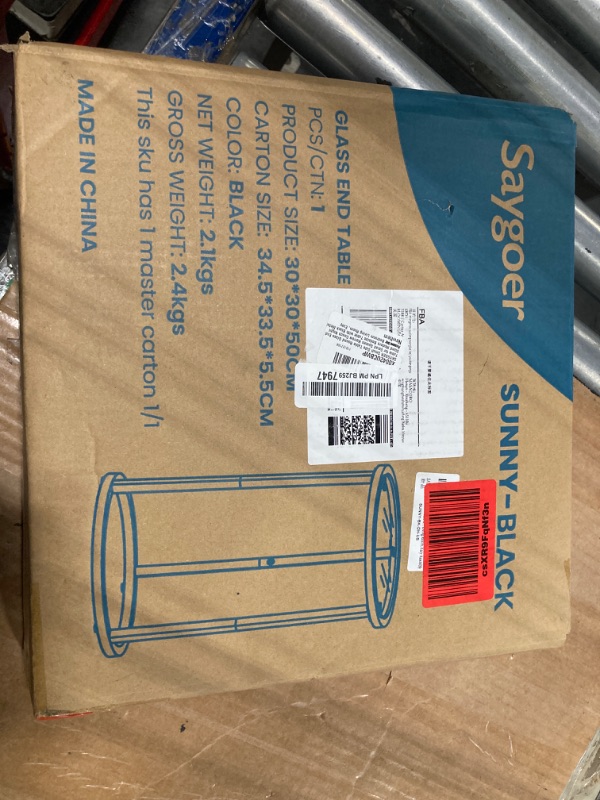 Saygoer
SUNNY-BLACK
GLASS END TABLE
PCS/CTN: 1
PRODUCT SIZE: 30*30*50CM
CARTON SIZE: 34.5*33.5*5.5CM
COLOR: BLACK
NET WEIGHT: 2.1kgs
GROSS WEIGHT: 2.4kgs
This sku has 1 master carton 1/1
MADE IN CHINA
FBA
LPN PM BJ259
7947
csXR9FqNf3n